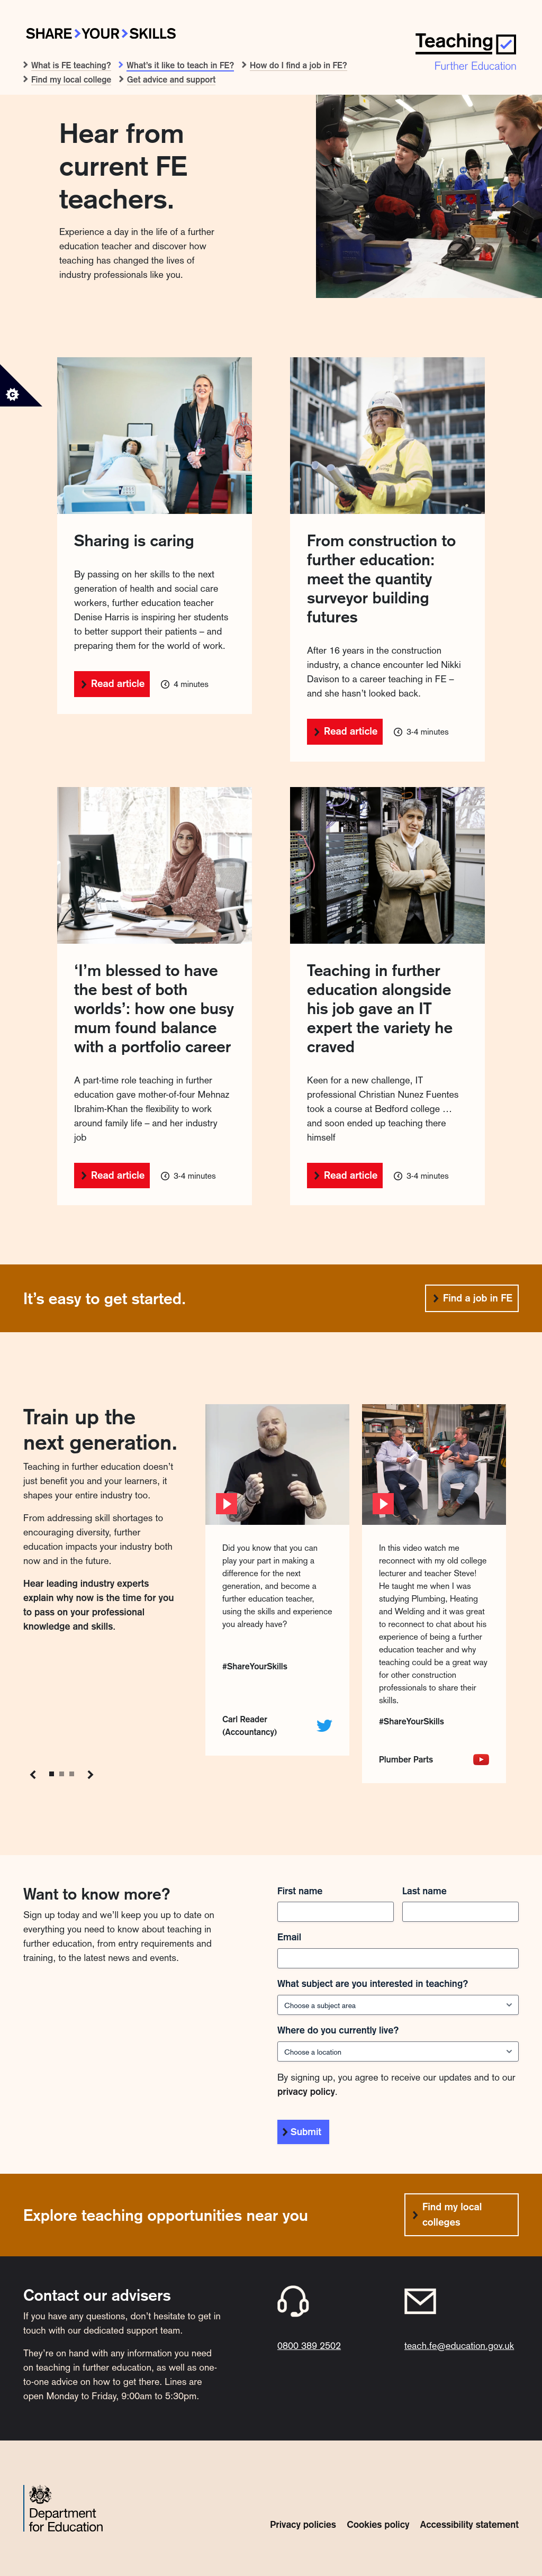 SHARE YOUR SKILLS
Teaching
Further Education
What is FE teaching?
What's it like to teach in FE?
How do I find a job in FE?
Find my local college
Get advice and support
Hear from
current FE
teachers.
Experience a day in the life of a further
education teacher and discover how
teaching has changed the lives of
industry professionals like you.
Sharing is caring
By passing on her skills to the next
generation of health and social care
workers, further education teacher
Denise Harris is inspiring her students
to better support their patients – and
preparing them for the world of work.
Read article
4 minutes
From construction to
further education:
meet the quantity
surveyor building
futures
After 16 years in the construction
industry, a chance encounter led Nikki
Davison to a career teaching in FE –
and she hasn't looked back.
Read article
3-4 minutes
'I'm blessed to have
the best of both
worlds': how one busy
mum found balance
with a portfolio career
A part-time role teaching in further
education gave mother-of-four Mehnaz
Ibrahim-Khan the flexibility to work
around family life – and her industry
job
Read article
3-4 minutes
Teaching in further
education alongside
his job gave an IT
expert the variety he
craved
Keen for a new challenge, IT
professional Christian Nunez Fuentes
took a course at Bedford college …
and soon ended up teaching there
himself
Read article
3-4 minutes
It's easy to get started.
Find a job in FE
Train up the
next generation.
Teaching in further education doesn't
just benefit you and your learners, it
shapes your entire industry too.
From addressing skill shortages to
encouraging diversity, further
education impacts your industry both
now and in the future.
Hear leading industry experts
explain why now is the time for you
to pass on your professional
knowledge and skills.
Did you know that you can
play your part in making a
difference for the next
generation, and become a
further education teacher,
using the skills and experience
you already have?
#ShareYourSkills
Carl Reader
(Accountancy)
In this video watch me
reconnect with my old college
lecturer and teacher Steve!
He taught me when I was
studying Plumbing, Heating
and Welding and it was great
to reconnect to chat about his
experience of being a further
education teacher and why
teaching could be a great way
for other construction
professionals to share their
skills.
#ShareYourSkills
Plumber Parts
Want to know more?
Sign up today and we'll keep you up to date on
everything you need to know about teaching in
further education, from entry requirements and
training, to the latest news and events.
First name
Last name
Email
What subject are you interested in teaching?
Choose a subject area
Where do you currently live?
Choose a location
By signing up, you agree to receive our updates and to our
privacy policy.
Submit
Explore teaching opportunities near you
Find my local
colleges
Contact our advisers
If you have any questions, don't hesitate to get in
touch with our dedicated support team.
They're on hand with any information you need
on teaching in further education, as well as one-
to-one advice on how to get there. Lines are
open Monday to Friday, 9:00am to 5:30pm.
0800 389 2502
teach.fe@education.gov.uk
Department
for Education
Privacy policies
Cookies policy
Accessibility statement